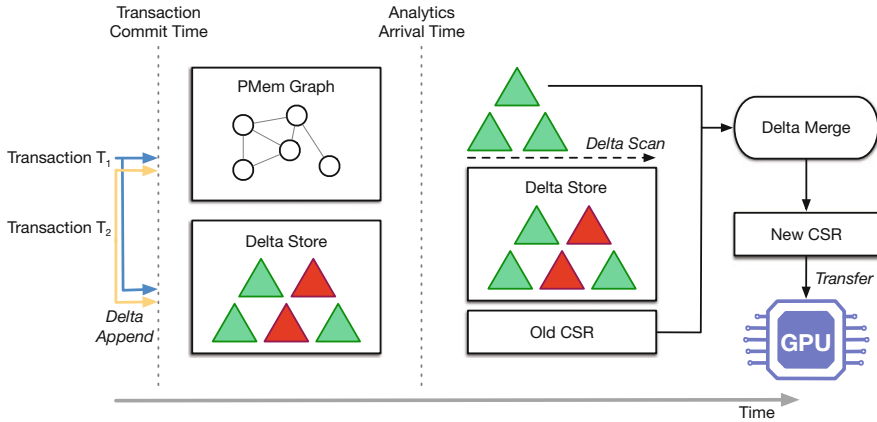 Transaction
Commit Time
Analytics
Arrival Time
PMem Graph
Transaction T1
Transaction T2
Delta Store
Delta
Append
Delta Scan
Delta Store
Old CSR
Delta Merge
New CSR
Transfer
GPU
Time